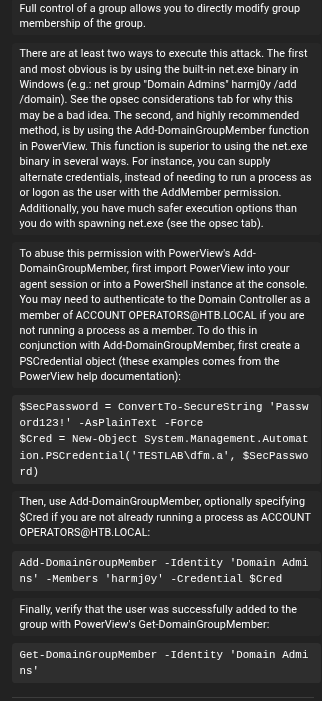 Full control of a group allows you to directly modify group
membership of the group.
There are at least two ways to execute this attack. The first
and most obvious is by using the built-in net.exe binary in
Windows (e.g.: net group "Domain Admins" harmj0y /add
/domain). See the opsec considerations tab for why this
may be a bad idea. The second, and highly recommended
method, is by using the Add-DomainGroupMember function
in PowerView. This function is superior to using the net.exe
binary in several ways. For instance, you can supply
alternate credentials, instead of needing to run a process as
or logon as the user with the AddMember permission.
Additionally, you have much safer execution options than
you do with spawning net.exe (see the opsec tab).
To abuse this permission with PowerView's Add-
DomainGroupMember, first import PowerView into your
agent session or into a PowerShell instance at the console.
You may need to authenticate to the Domain Controller as a
member of ACCOUNT OPERATORS@HTB.LOCAL if you are
not running a process as a member. To do this in
conjunction with Add-DomainGroupMember, first create a
PSCredential object (these examples comes from the
PowerView help documentation):
$SecPassword = ConvertTo-SecureString 'Passw
ord123!' -AsPlainText -Force
$Cred = New-Object System.Management.Automat
ion.PSCredential('TESTLAB\dfm.a', $SecPasswo
rd)
Then, use Add-DomainGroupMember, optionally specifying
$Cred if you are not already running a process as ACCOUNT
OPERATORS@HTB.LOCAL:
Add-DomainGroupMember -Identity 'Domain Admi
ns' -Members 'harmj0y' -Credential $Cred
Finally, verify that the user was successfully added to the
group with PowerView's Get-DomainGroupMember:
Get-DomainGroupMember -Identity 'Domain Admi
ns'